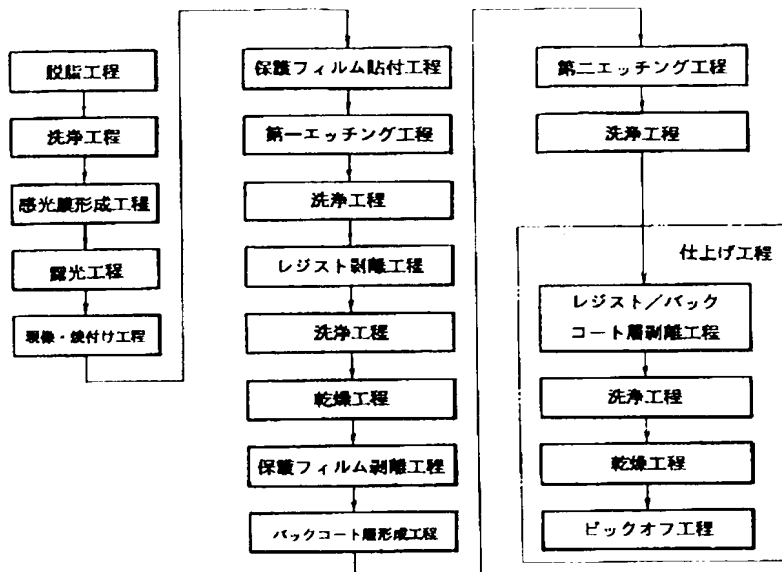 脱脂工程
洗浄工程
感光膜形成工程
露光工程
現像・焼付け工程
保護フィルム貼付工程
第一エッチング工程
洗浄工程
レジスト剥離工程
洗浄工程
乾燥工程
保護フィルム剥離工程
バックコート層形成工程
第二エッチング工程
洗浄工程
仕上げ工程
レジスト/バック
コート層剥離工程
洗浄工程
乾燥工程
ピックオフ工程